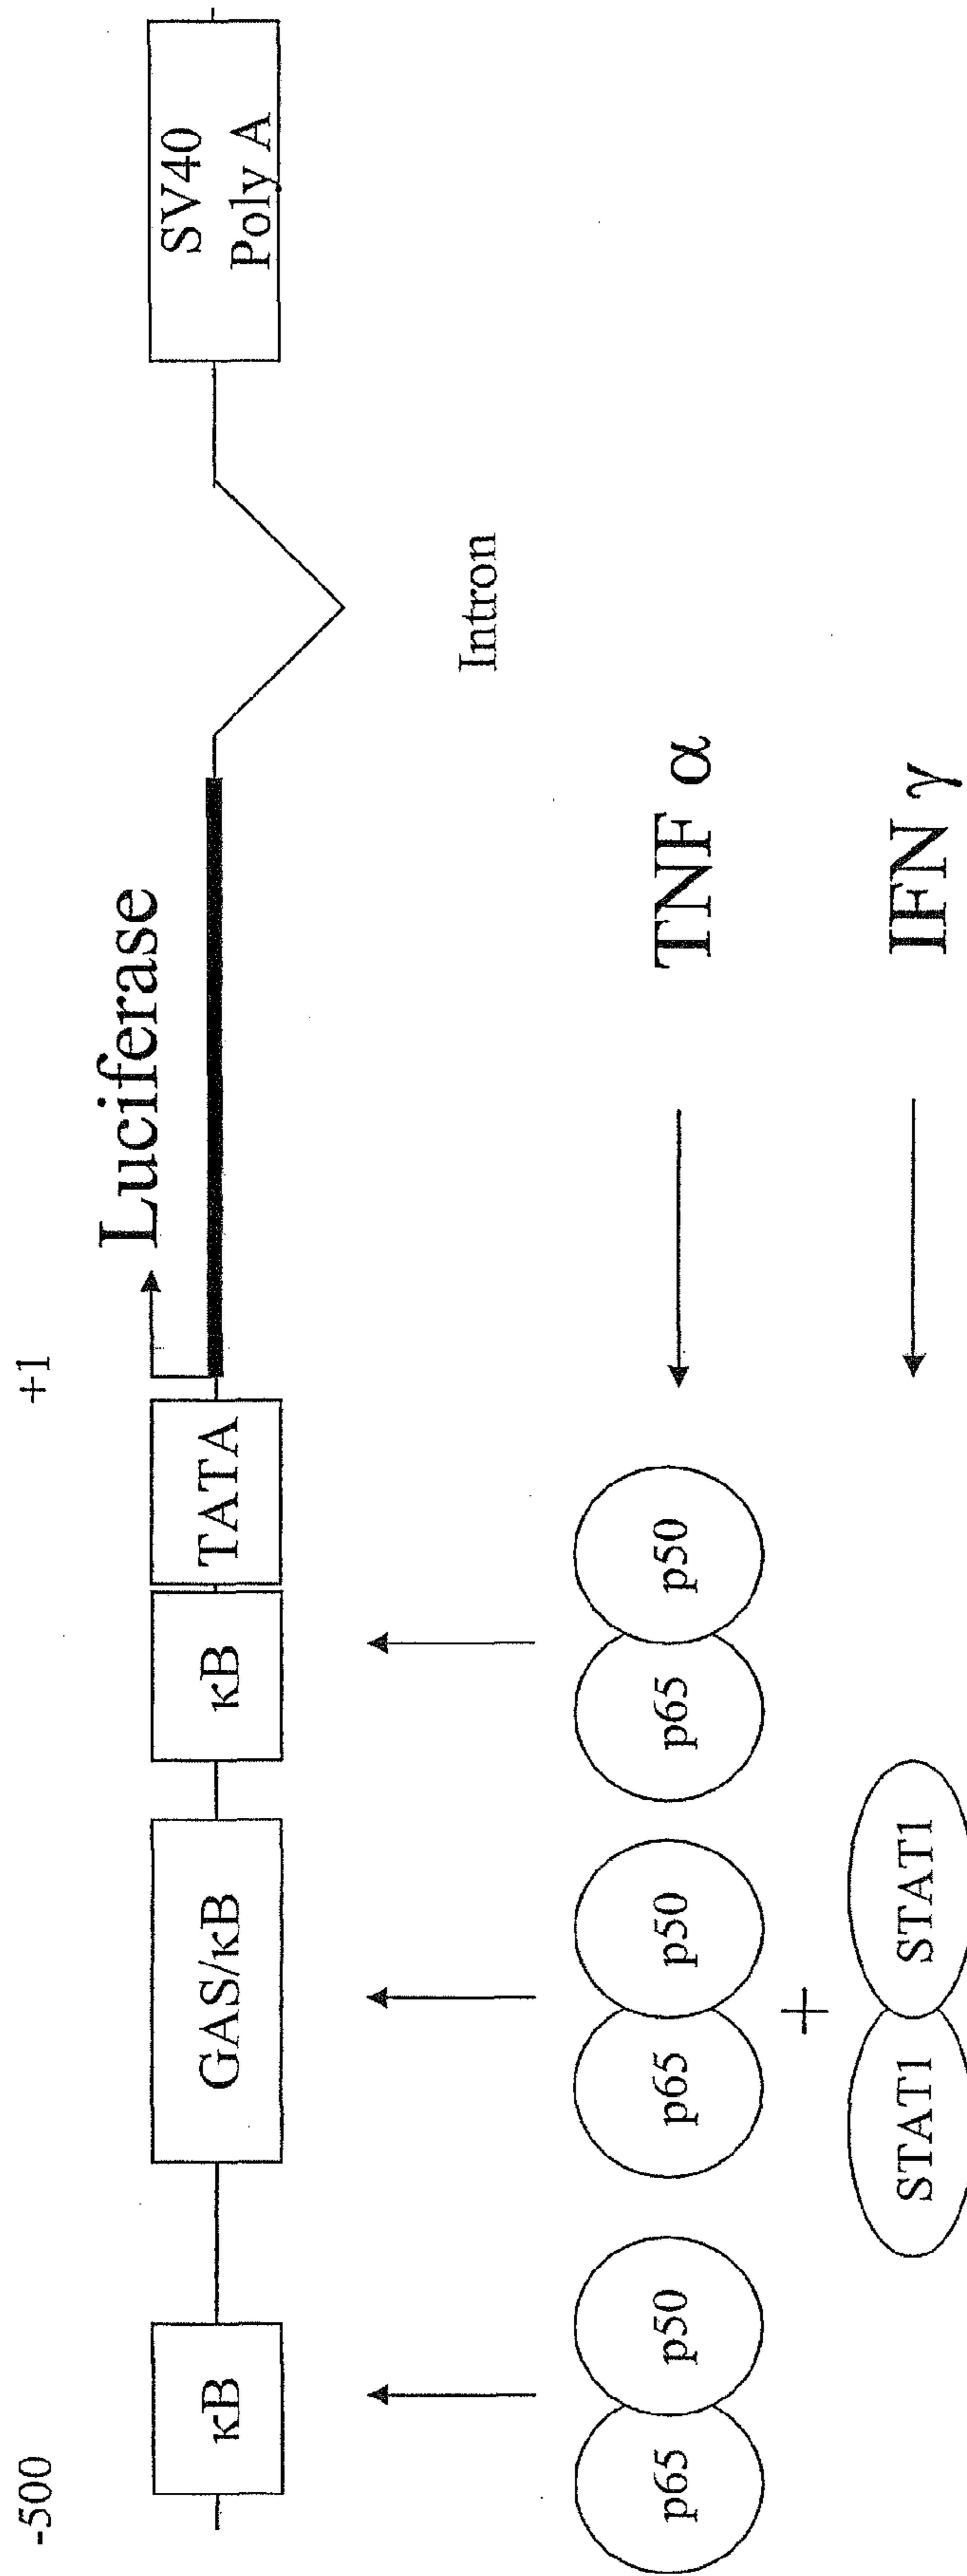 -500
+1
Luciferase
κB
GAS/κB
κB
TATA
SV40
Poly A
Intron
p65
p50
p65
p50
p65
p50
TNF α
+
STAT1
STAT1
IFN γ